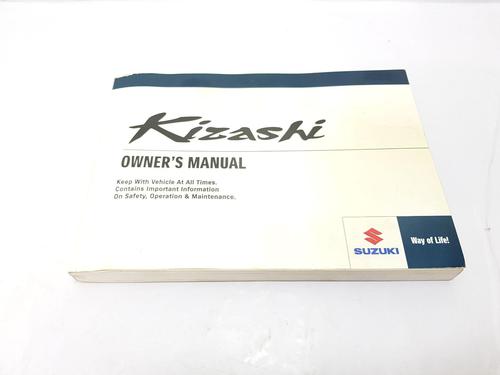 Kizashi
OWNER'S MANUAL
Keep With Vehicle At All Times.
Contains Important Information
On Safety, Operation & Maintenance.
SUZUKI
Way of Life!